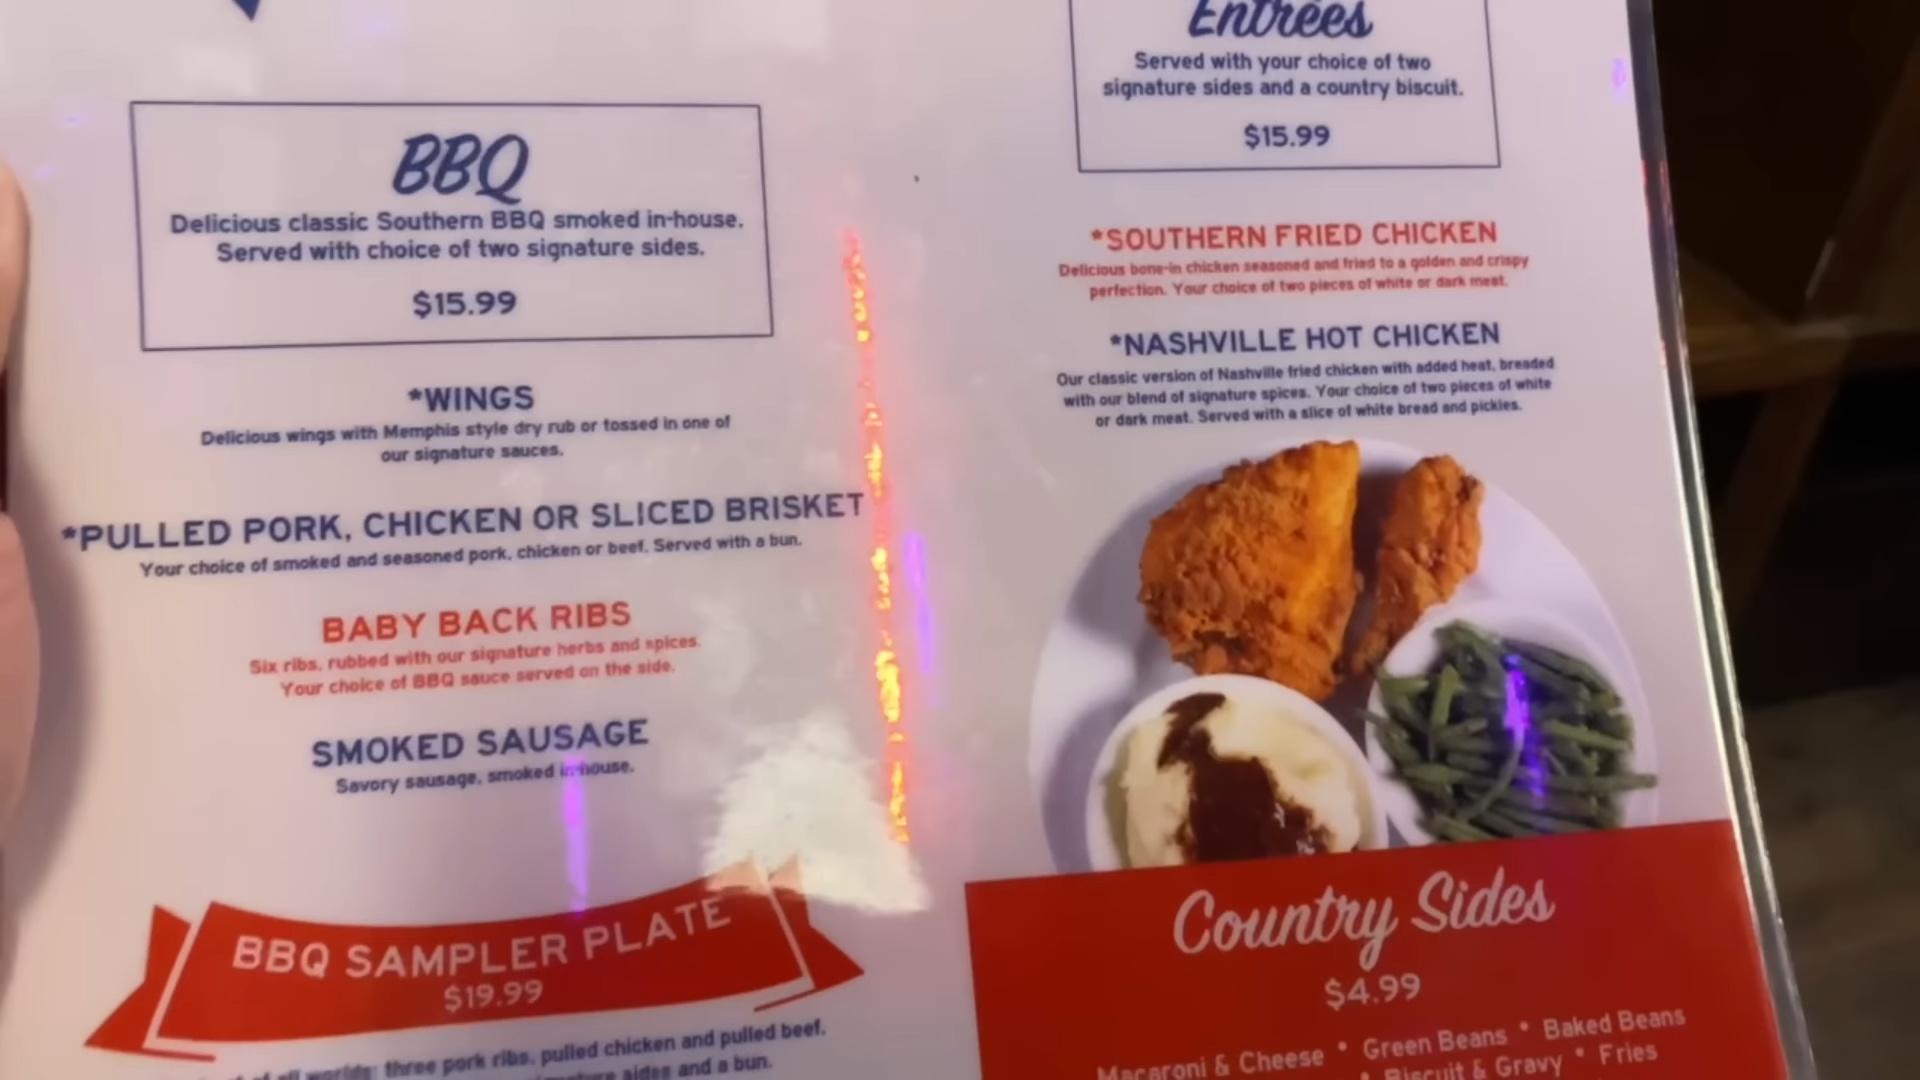 BBQ
Delicious classic Southern BBQ smoked in-house.
Served with choice of two signature sides.
$15.99
*WINGS
Delicious wings with Memphis style dry rub or tossed in one of
our signature sauces.
*PULLED PORK, CHICKEN OR SLICED BRISKET
Your choice of smoked and seasoned pork, chicken or beef. Served with a bun.
BABY BACK RIBS
Six ribs, rubbed with our signature herbs and spices.
Your choice of BBQ sauce served on the side.
SMOKED SAUSAGE
Savory sausage, smoked in-house.
BBQ SAMPLER PLATE
$19.99
of all worlds: three pork ribs, pulled chicken and pulled beef.
signature sides and a bun.
Entrées
Served with your choice of two
signature sides and a country biscuit.
$15.99
*SOUTHERN FRIED CHICKEN
Delicious bone-in chicken seasoned and fried to a golden and crispy
perfection. Your choice of two pieces of white or dark meat.
*NASHVILLE HOT CHICKEN
Our classic version of Nashville fried chicken with added heat, breaded
with our blend of signature spices. Your choice of two pieces of white
or dark meat. Served with a slice of white bread and pickles.
Country Sides
$4.99
Macaroni & Cheese * Green Beans * Baked Beans
* Biscuit & Gravy * Fries